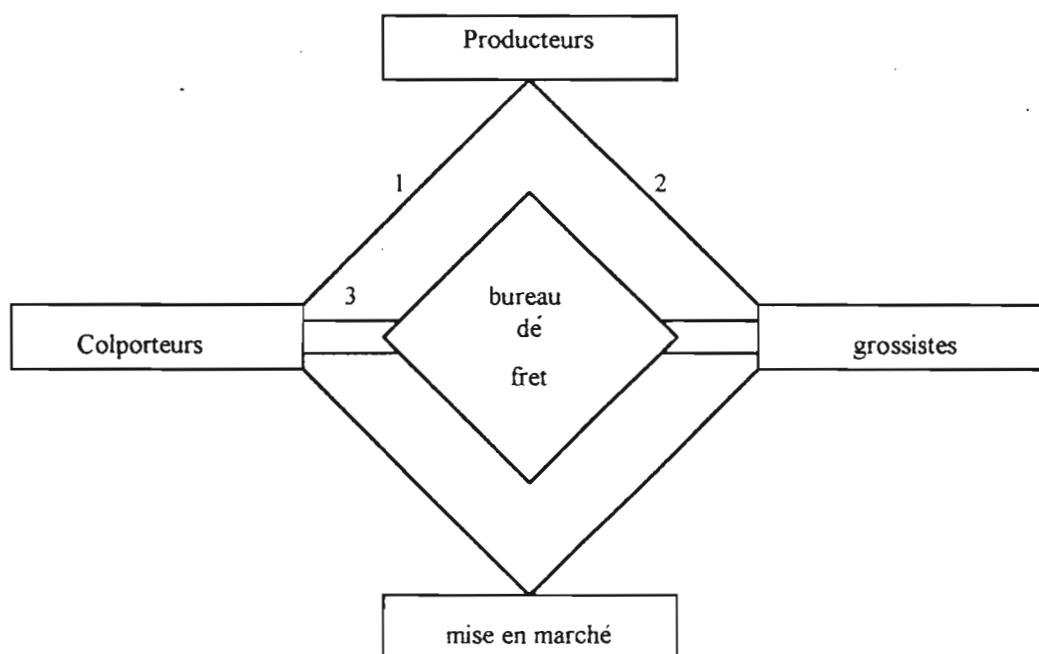 Producteurs
1
2
3
bureau
dé
fret
Colporteurs
grossistes
mise en marché